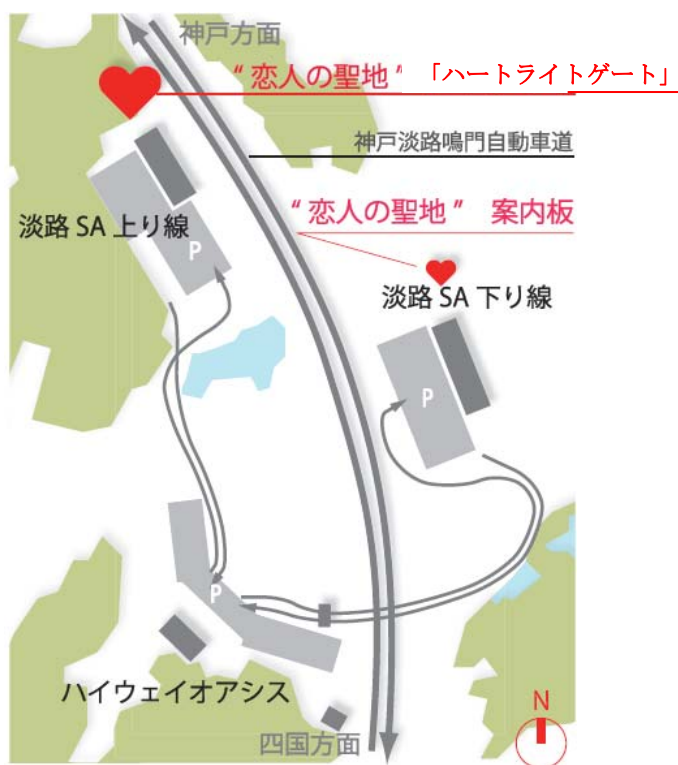 神戸方面
“恋人の聖地” 「ハートライトゲート」
神戸淡路鳴門自動車道
“恋人の聖地” 案内板
淡路 SA 上り線
P
淡路 SA 下り線
P
P
ハイウェイオアシス
N
四国方面